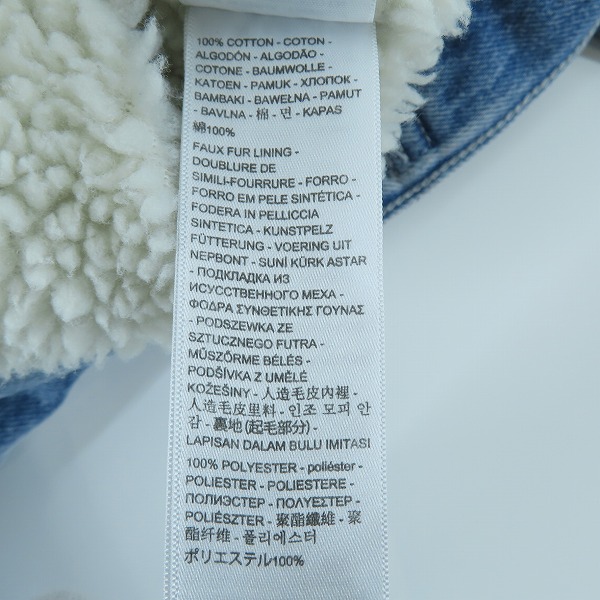 100% COTTON - COTON -
ALGODÓN - ALGODÃO -
COTONE - BAUMWOLLE -
KATOEN - PAMUK - ХЛОПОК -
BAMBAKI - BAWEŁNA - PAMUT
- BAVLNA - 棉 - 면 - KAPAS
綿100%
FAUX FUR LINING -
DOUBLURE DE
SIMILI-FOURRURE - FORRO -
FORRO EM PELE SINTÉTICA -
FODERA IN PELLICCIA
SINTETICA - KUNSTPELZ
FÜTTERUNG - VOERING UIT
NEPBONT - SUNİ KÜRK ASTAR
- ПОДКЛАДКА ИЗ
ИСУССТВЕННОГО МЕХА -
ΦΟΔΡΑ ΣΥΝΘΕΤΙΚΗΣ ΓΟΥΝΑΣ
- PODSZEWKA ZE
SZTUCZNEGO FUTRA -
MŰSZŐRME BÉLÉS -
PODŠÍVKA Z UMĚLÉ
KOŽEŠINY - 人造毛皮內裡 -
人造毛皮里料 - 인조 모피 안
감 - 裏地(起毛部分) -
LAPISAN DALAM BULU IMITASI
100% POLYESTER - poliéster -
POLIESTER - POLIESTERE -
ПОЛИЭСТЕР - ΠΟΛΥΕΣΤΕΡ -
POLIÉSZTER - 聚酯纖維 - 聚
酯纤维 - 폴리에스터
ポリエステル100%